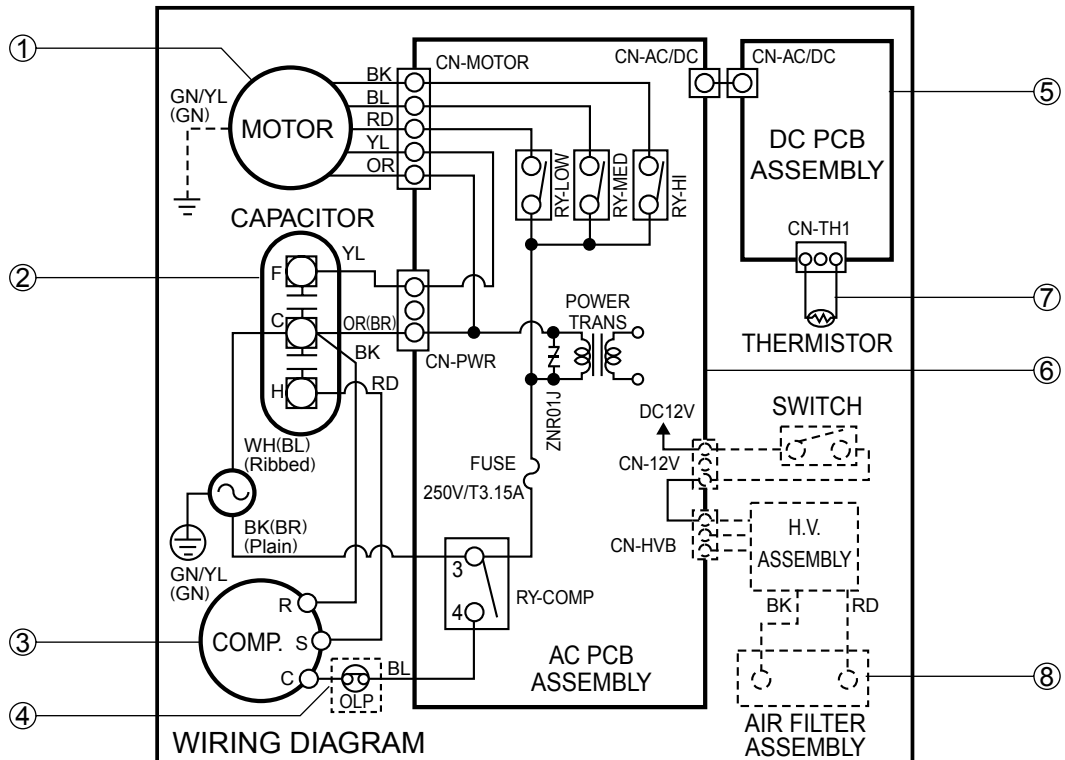 1
BK
CN-MOTOR
CN-AC/DC
CN-AC/DC
GN/YL
(GN)
BL
5
MOTOR
RD
YL
OR
DC PCB
ASSEMBLY
RY-LOW
RY-MED
RY-HI
CAPACITOR
CN-TH1
YL
2
F
7
C
OR(BR)
POWER
TRANS
THERMISTOR
BK
CN-PWR
6
H
RD
ZNR01J
DC12V
SWITCH
WH(BL)
(Ribbed)
FUSE
250V/T3.15A
CN-12V
BK(BR)
(Plain)
H.V.
ASSEMBLY
CN-HVB
GN/YL
(GN)
3
RY-COMP
R
4
BK
RD
3
COMP.
S
AC PCB
ASSEMBLY
C
BL
8
OLP
4
AIR FILTER
ASSEMBLY
WIRING DIAGRAM